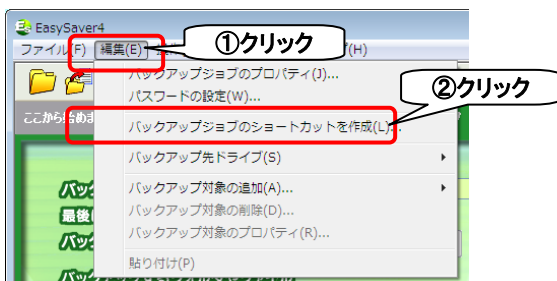 EasySaver4
ファイル(F) 編集(E) (H)
①クリック
バックアップジョブのプロパティ(J)...
パスワードの設定(W)...
②クリック
ここから始めま
バックアップジョブのショートカットを作成(L)...
バックアップ先ドライブ(S)
バックアップ対象の追加(A)...
バック
最後
バックアップ対象の削除(D)...
バック
バックアップ対象のプロパティ(R)...
貼り付け(P)